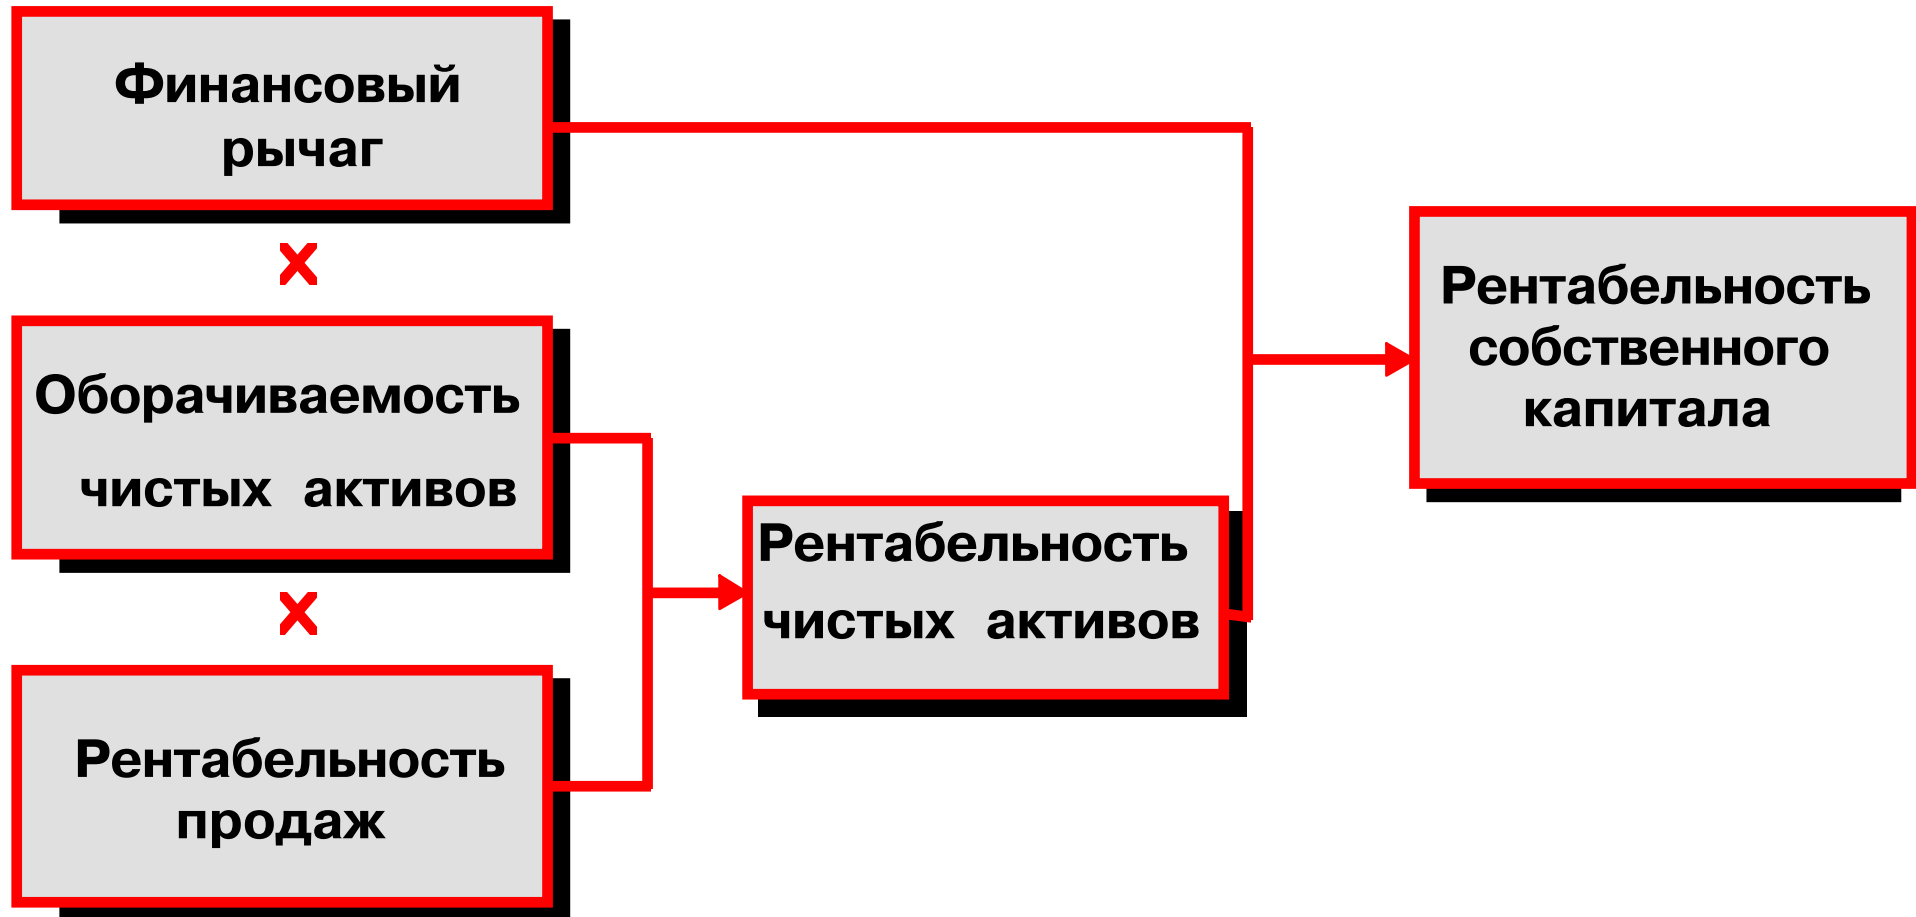 Финансовый
рычаг
x
Оборачиваемость
чистых активов
x
Рентабельность
продаж
Рентабельность
чистых активов
Рентабельность
собственного
капитала